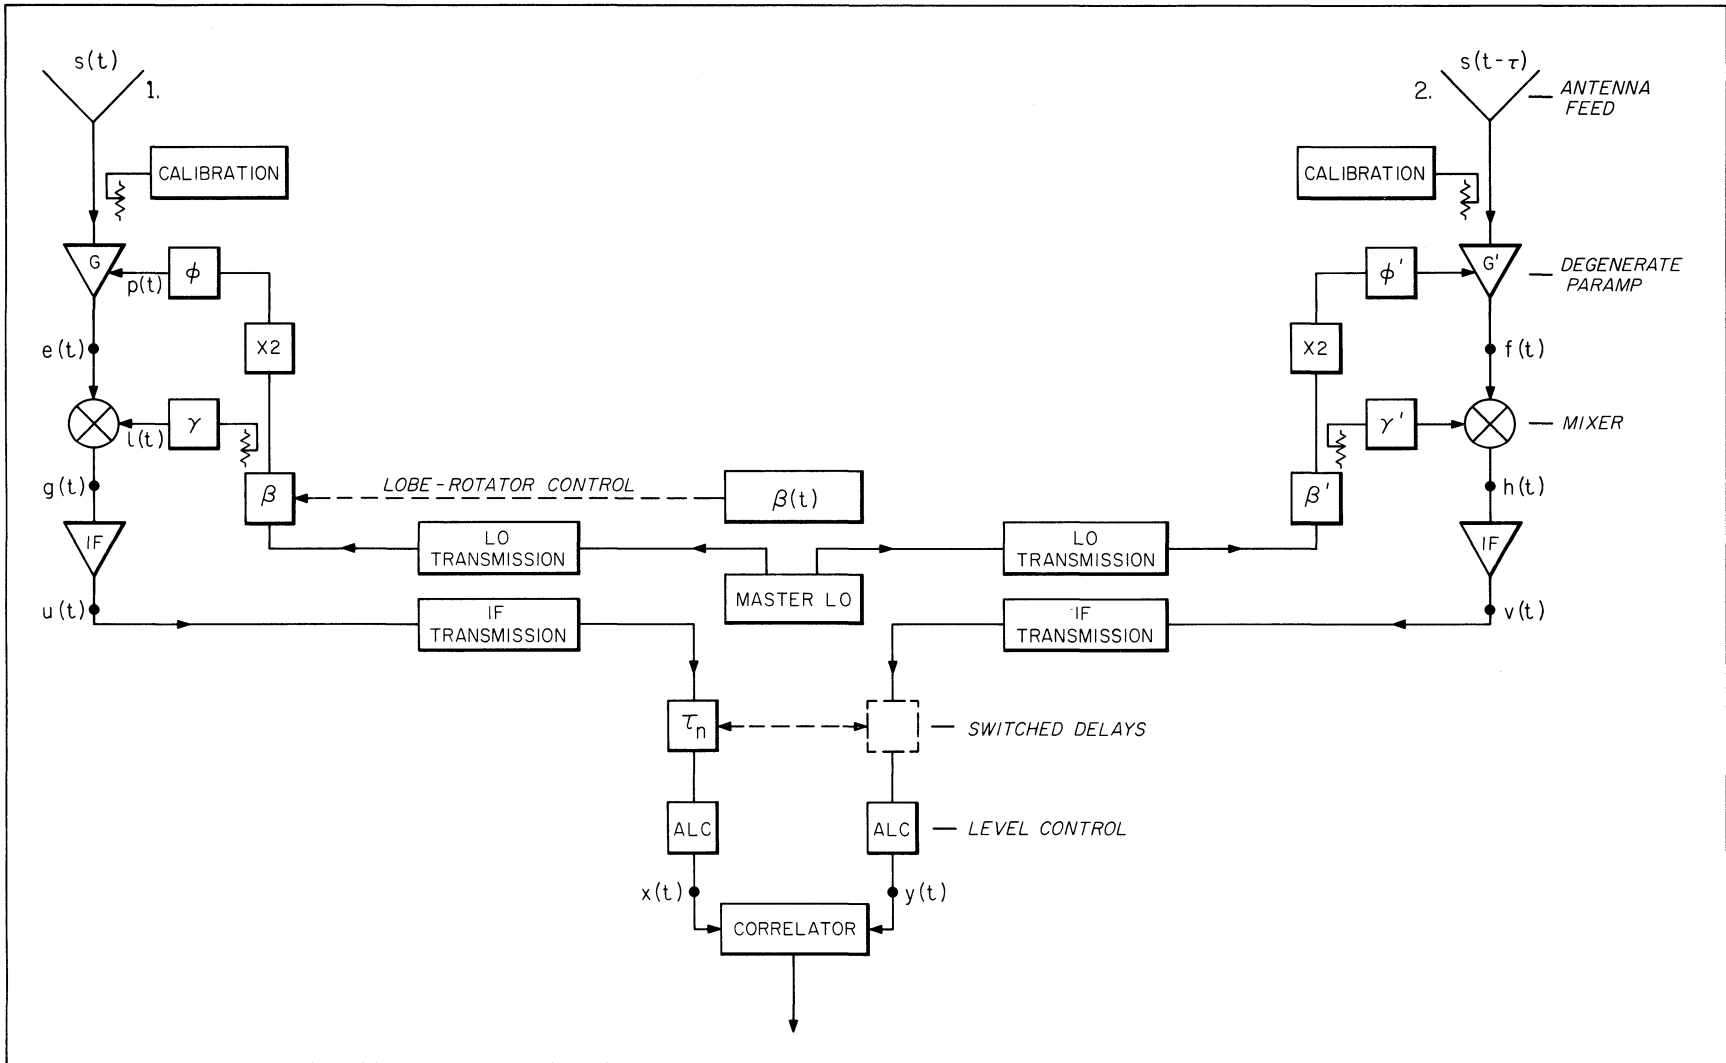 s(t)
1.
s(t-τ)
2.
ANTENNA
FEED
CALIBRATION
CALIBRATION
G
p(t)
ϕ
ϕ'
G'
DEGENERATE
PARAMP
X2
X2
e(t)
f(t)
l(t)
γ
γ'
MIXER
g(t)
β
LOBE-ROTATOR CONTROL
β(t)
β'
h(t)
IF
LO
TRANSMISSION
LO
TRANSMISSION
IF
MASTER LO
u(t)
IF
TRANSMISSION
IF
TRANSMISSION
v(t)
τn
SWITCHED DELAYS
ALC
ALC
LEVEL CONTROL
x(t)
y(t)
CORRELATOR